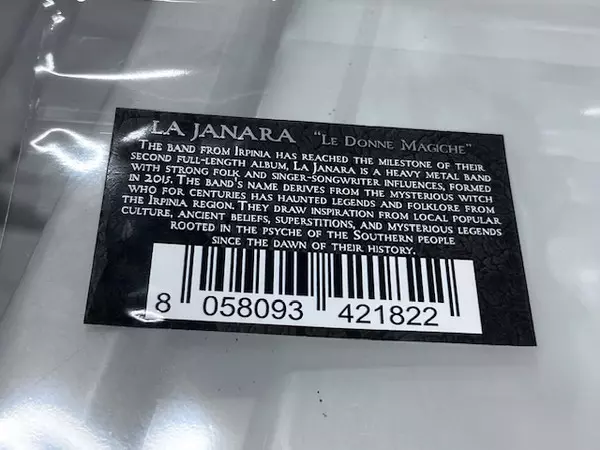 LA JANARA "LE DONNE MAGICHE"
THE BAND FROM IRPINIA HAS REACHED THE MILESTONE OF THEIR
SECOND FULL-LENGTH ALBUM. LA JANARA IS A HEAVY METAL BAND
WITH STRONG FOLK AND SINGER-SONGWRITER INFLUENCES, FORMED
IN 2015. THE BAND'S NAME DERIVES FROM THE MYSTERIOUS WITCH
WHO FOR CENTURIES HAS HAUNTED LEGENDS AND FOLKLORE FROM
THE IRPINIA REGION. THEY DRAW INSPIRATION FROM LOCAL POPULAR
CULTURE, ANCIENT BELIEFS, SUPERSTITIONS, AND MYSTERIOUS LEGENDS
ROOTED IN THE PSYCHE OF THE SOUTHERN PEOPLE
SINCE THE DAWN OF THEIR HISTORY.
8 058093 421822